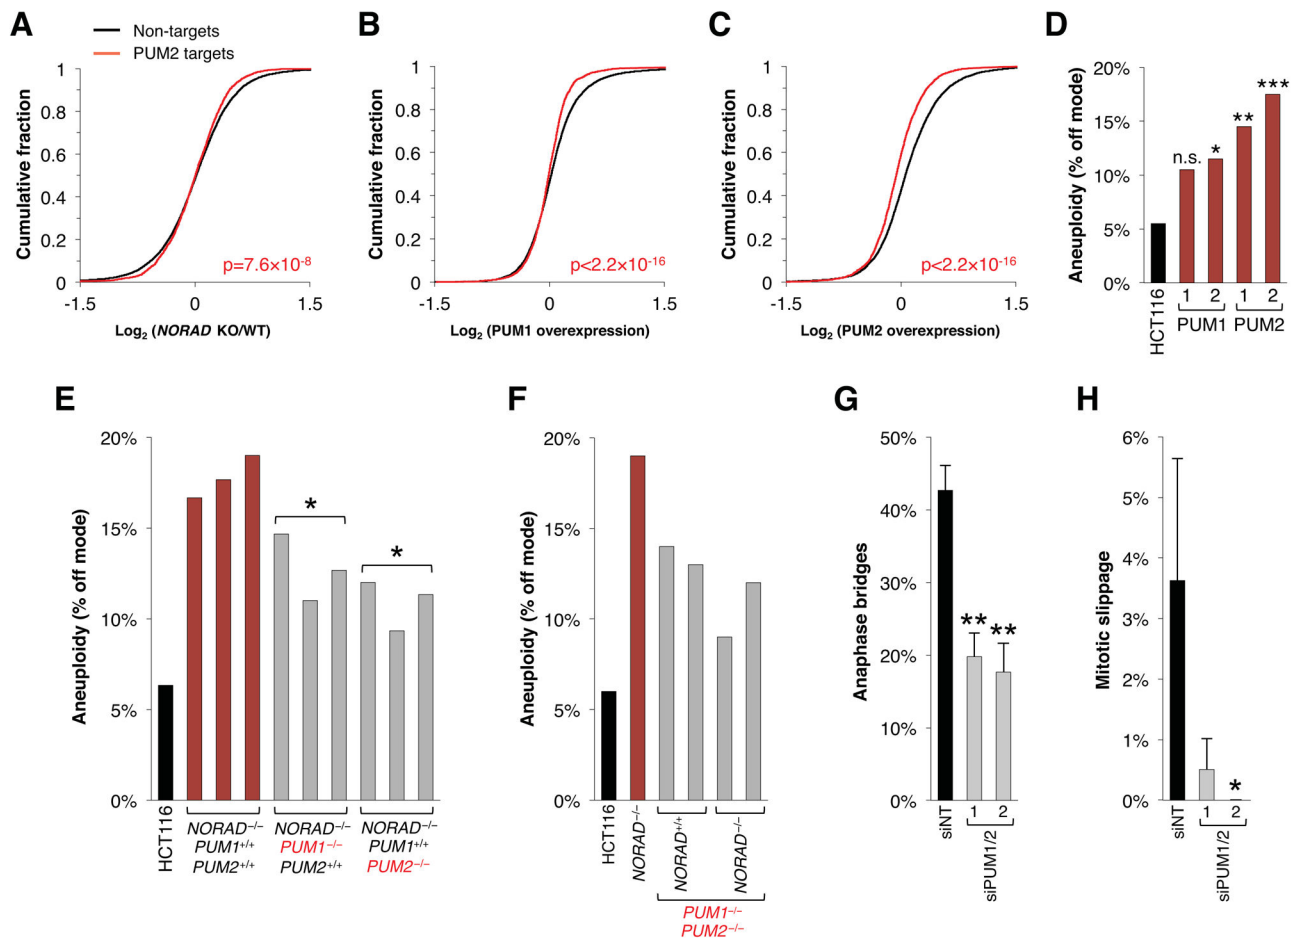 A
Non-targets
PUM2 targets
Cumulative fraction
1
0.8
0.6
0.4
0.2
0
p=7.6×10⁻⁸
-1.5 0 1.5
Log₂ (NORAD KO/WT)
B
Cumulative fraction
1
0.8
0.6
0.4
0.2
0
p<2.2×10⁻¹⁶
-1.5 0 1.5
Log₂ (PUM1 overexpression)
C
Cumulative fraction
1
0.8
0.6
0.4
0.2
0
p<2.2×10⁻¹⁶
-1.5 0 1.5
Log₂ (PUM2 overexpression)
D
Aneuploidy (% off mode)
20%
15%
10%
5%
0%
n.s. * ** ***
HCT116 1 2 1 2
PUM1 PUM2
E
Aneuploidy (% off mode)
20%
15%
10%
5%
0%
* *
HCT116
NORAD⁻/⁻ NORAD⁻/⁻ NORAD⁻/⁻
PUM1⁺/⁺ PUM1⁻/⁻ PUM1⁺/⁺
PUM2⁺/⁺ PUM2⁺/⁺ PUM2⁻/⁻
F
Aneuploidy (% off mode)
20%
15%
10%
5%
0%
HCT116 NORAD⁻/⁻ NORAD⁺/⁺ NORAD⁻/⁻
PUM1⁻/⁻
PUM2⁻/⁻
G
Anaphase bridges
50%
40%
30%
20%
10%
0%
** **
siNT 1 2
siPUM1/2
H
Mitotic slippage
6%
5%
4%
3%
2%
1%
0%
*
siNT 1 2
siPUM1/2